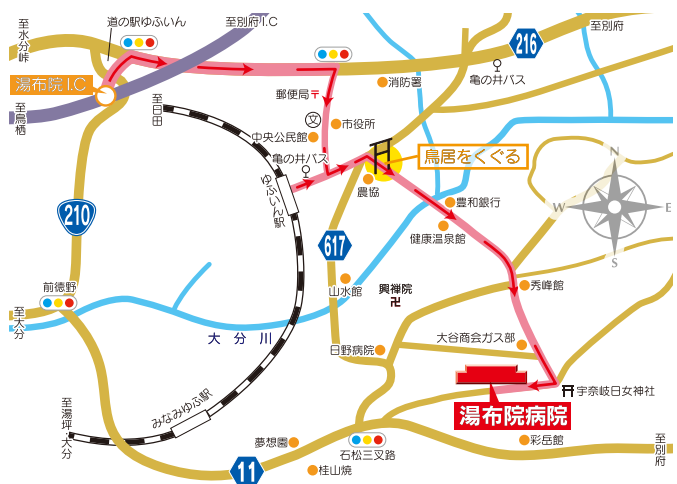 至水分峠
道の駅ゆふいん
至別府I.C
至別府
216
湯布院 I.C
至鳥栖
至日田
郵便局〒
消防署
亀の井バス
文
市役所
中央公民館
亀の井バス
鳥居をくぐる
ゆふいん駅
農協
豊和銀行
健康温泉館
N
W
E
S
210
617
前徳野
至大分
山水館
興禅院
卍
秀峰館
大分川
日野病院
大谷商会ガス部
宇奈岐日女神社
湯布院病院
至湯坪・大分
みなみゆふ駅
夢想園
石松三叉路
彩岳館
至別府
11
桂山焼